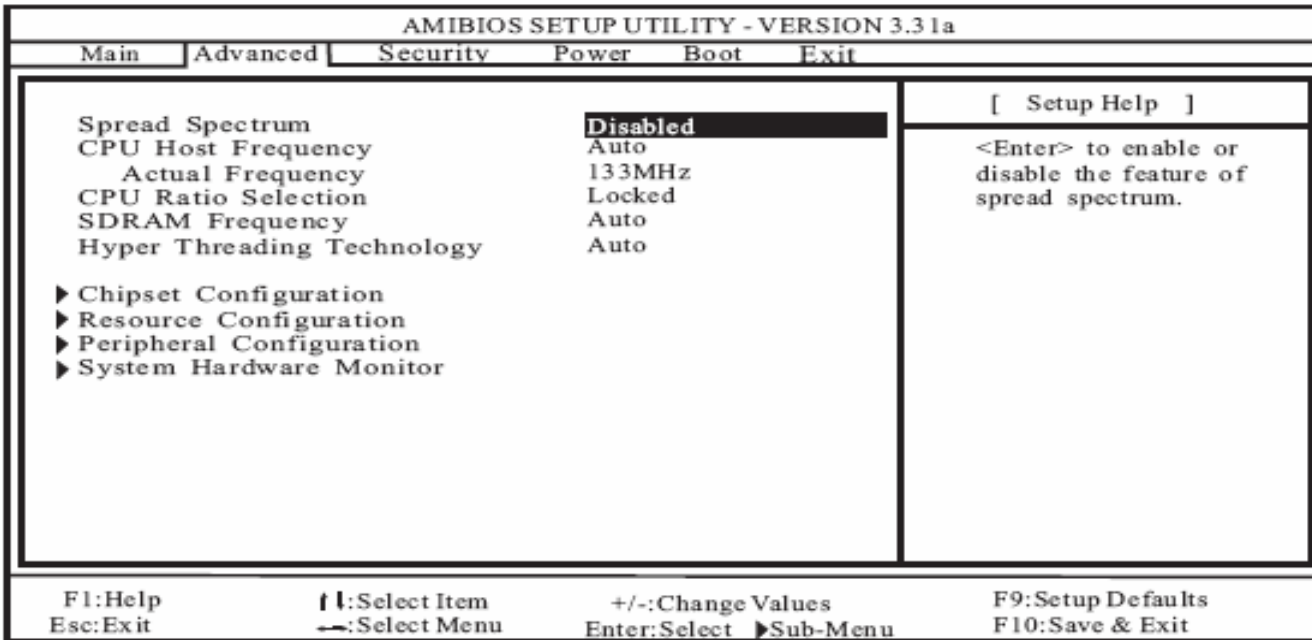 AMIBIOS SETUP UTILITY - VERSION 3.31a
Main Advanced Security Power Boot Exit
[ Setup Help ]
Spread Spectrum Disabled
CPU Host Frequency Auto
Actual Frequency 133MHz
CPU Ratio Selection Locked
SDRAM Frequency Auto
Hyper Threading Technology Auto
Chipset Configuration
Resource Configuration
Peripheral Configuration
System Hardware Monitor
<Enter> to enable or
disable the feature of
spread spectrum.
F1:Help ↑↓:Select Item +/-:Change Values F9:Setup Defaults
Esc:Exit ↔:Select Menu Enter:Select ▶Sub-Menu F10:Save & Exit